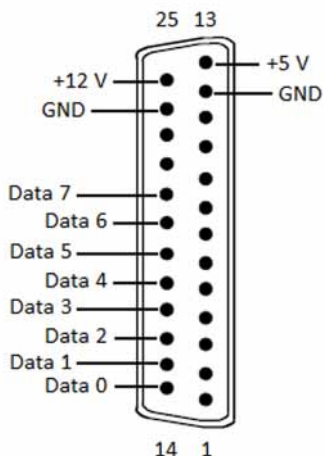 25 13
+5 V
+12 V
GND
GND
Data 7
Data 6
Data 5
Data 4
Data 3
Data 2
Data 1
Data 0
14 1